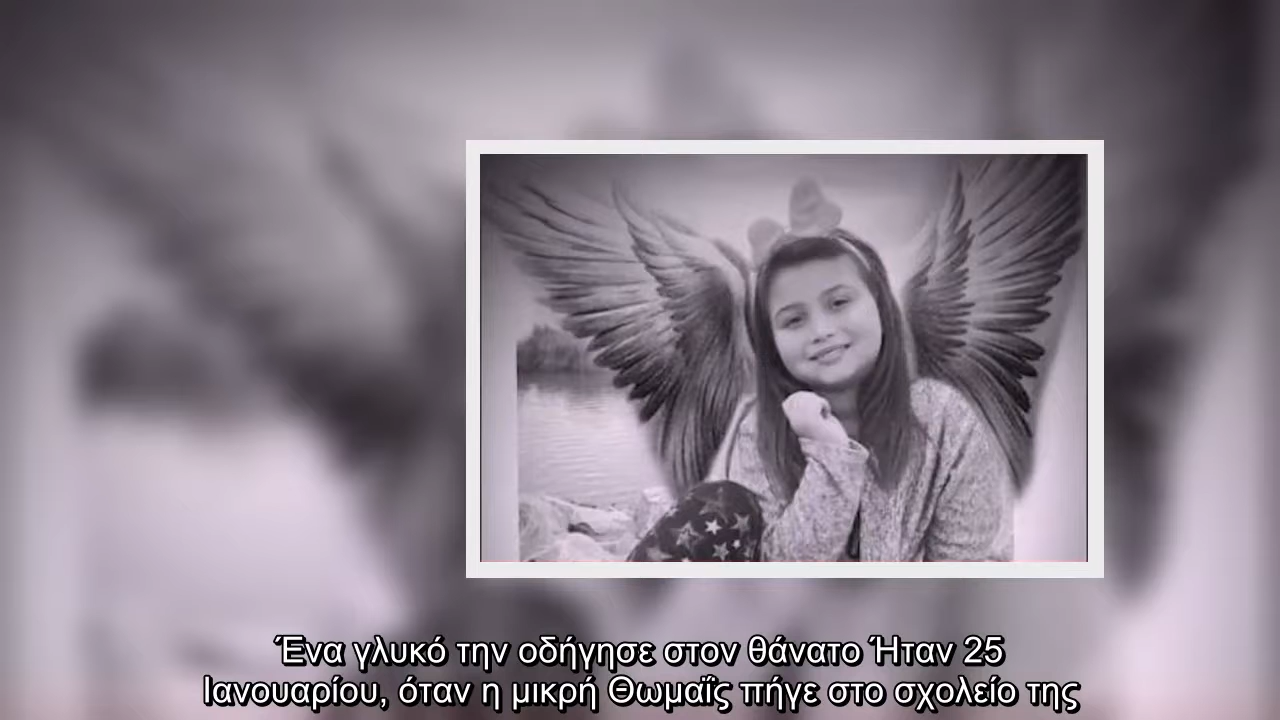 Ένα γλυκό την οδήγησε στον θάνατο Ήταν 25
Ιανουαρίου, όταν η μικρή Θωμαΐς πήγε στο σχολείο της